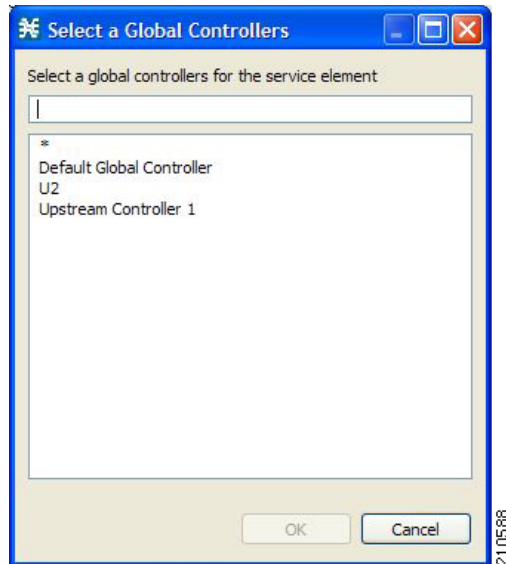 Select a Global Controllers
Select a global controllers for the service element
*
Default Global Controller
U2
Upstream Controller 1
OK
Cancel
210588